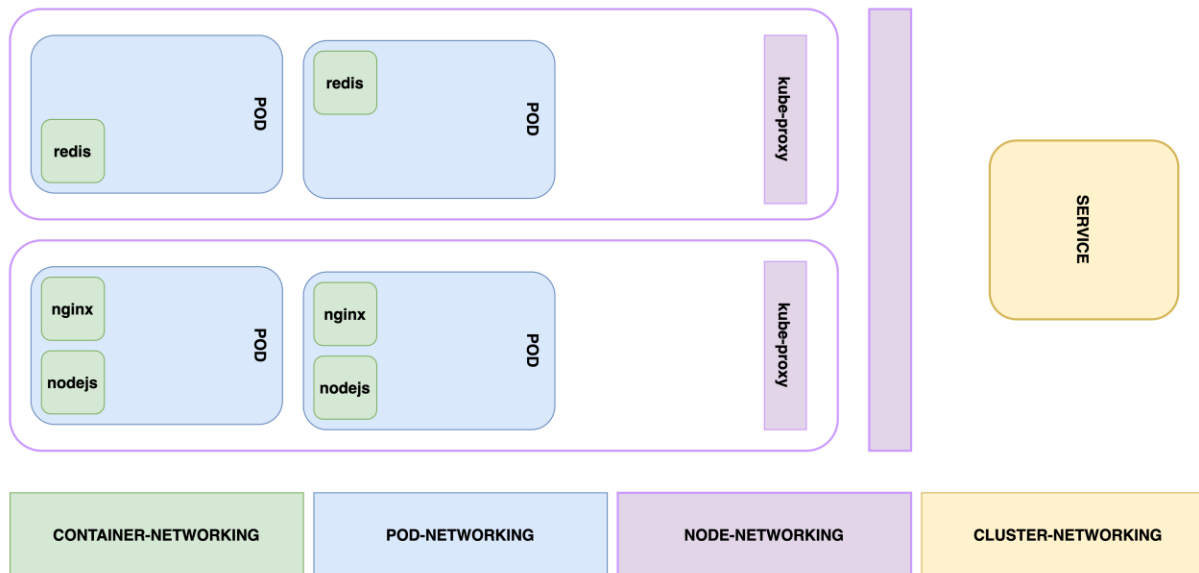 redis
POD
redis
POD
kube-proxy
nginx
nodejs
POD
nginx
nodejs
POD
kube-proxy
SERVICE
CONTAINER-NETWORKING
POD-NETWORKING
NODE-NETWORKING
CLUSTER-NETWORKING